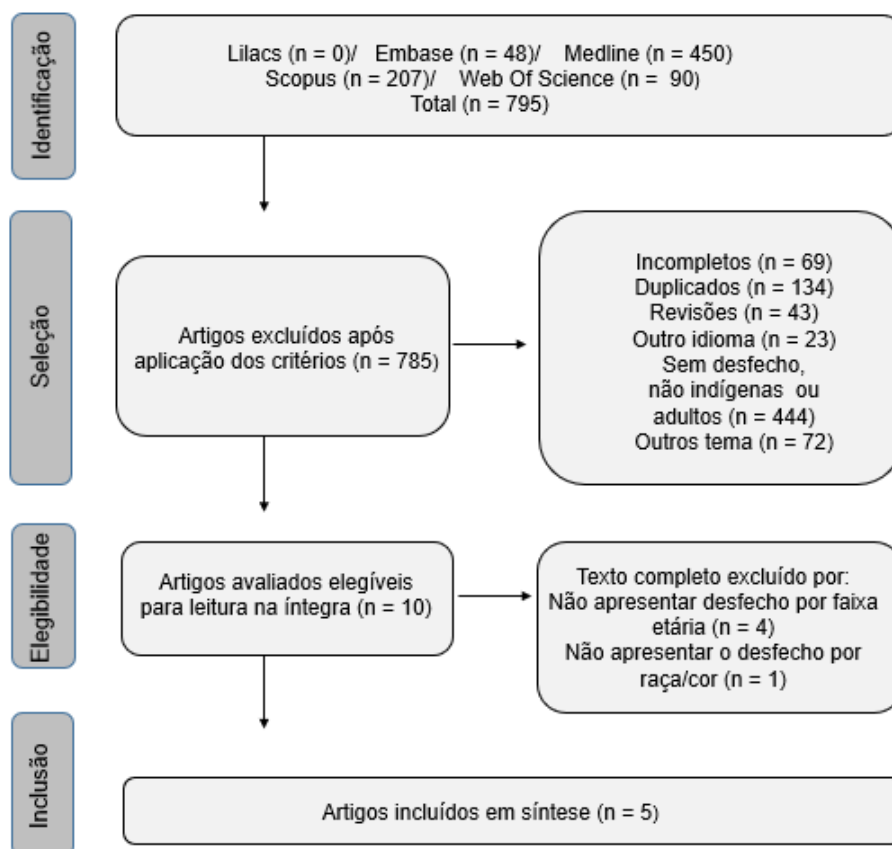 Identificação
Lilacs (n = 0)/ Embase (n = 48)/ Medline (n = 450)
Scopus (n = 207)/ Web Of Science (n = 90)
Total (n = 795)
Seleção
Artigos excluídos após
aplicação dos critérios (n = 785)
Incompletos (n = 69)
Duplicados (n = 134)
Revisões (n = 43)
Outro idioma (n = 23)
Sem desfecho,
não indígenas ou
adultos (n = 444)
Outros tema (n = 72)
Elegibilidade
Artigos avaliados elegíveis
para leitura na íntegra (n = 10)
Texto completo excluído por:
Não apresentar desfecho por faixa
etária (n = 4)
Não apresentar o desfecho por
raça/cor (n = 1)
Inclusão
Artigos incluídos em síntese (n = 5)